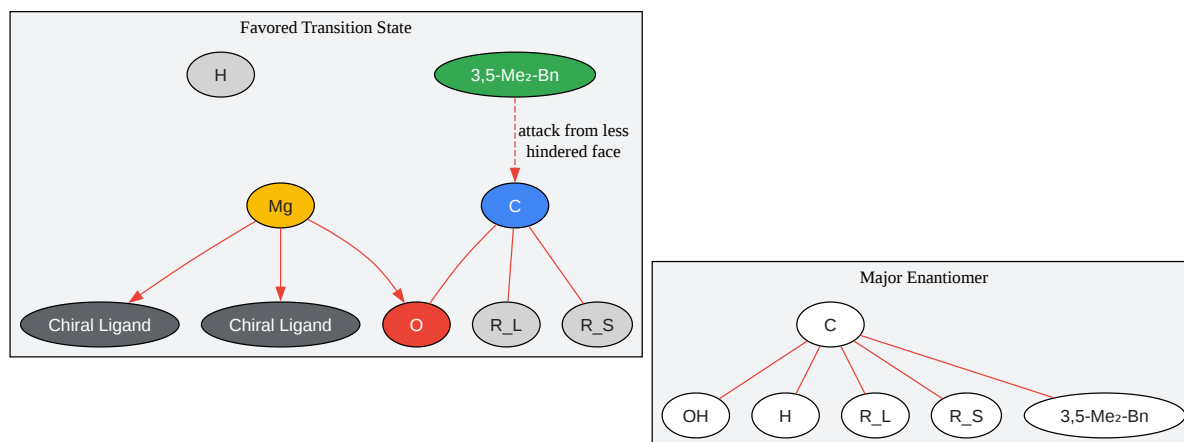 Favored Transition State
H
3,5-Me₂-Bn
attack from less
hindered face
Mg
C
Chiral Ligand
Chiral Ligand
O
R_L
R_S
Major Enantiomer
C
OH
H
R_L
R_S
3,5-Me₂-Bn